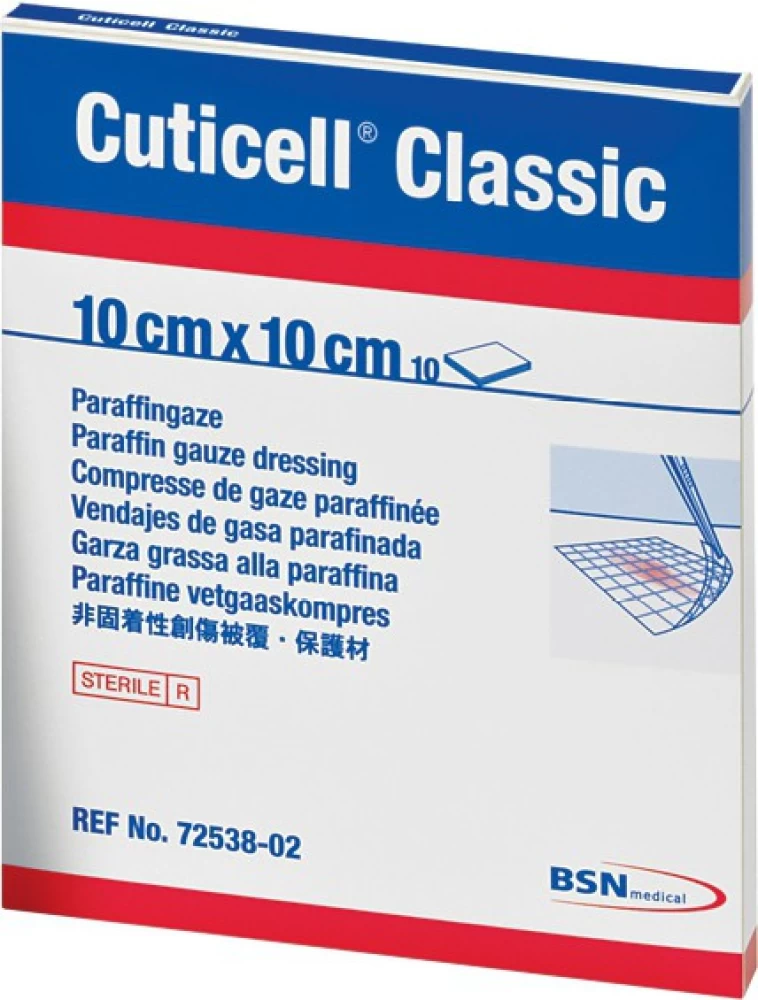 Cuticell Classic
Cuticell® Classic
10 cm x 10 cm 10
Paraffingaze
Paraffin gauze dressing
Compresse de gaze paraffinée
Vendajes de gasa parafinada
Garza grassa alla paraffina
Paraffine vetgaaskompres
非固着性創傷被覆・保護材
STERILE R
REF No. 72538-02
BSN medical